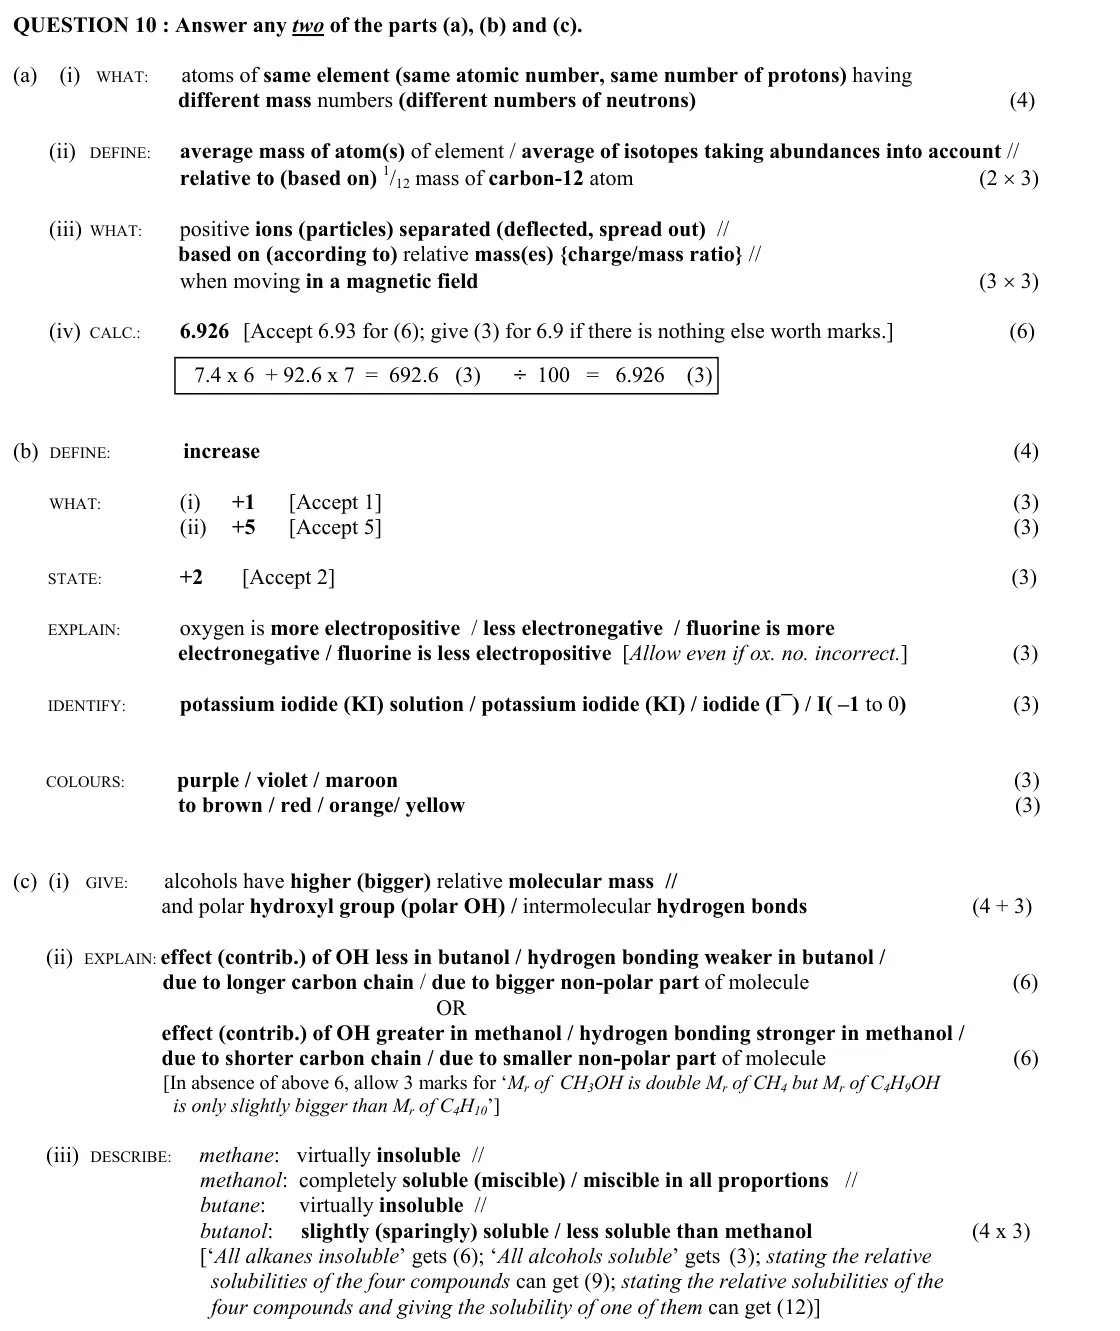 QUESTION 10 : Answer any two of the parts (a), (b) and (c).
(a) (i) WHAT: atoms of same element (same atomic number, same number of protons) having
different mass numbers (different numbers of neutrons) (4)
(ii) DEFINE: average mass of atom(s) of element / average of isotopes taking abundances into account //
relative to (based on) 1/12 mass of carbon-12 atom (2 × 3)
(iii) WHAT: positive ions (particles) separated (deflected, spread out) //
based on (according to) relative mass(es) {charge/mass ratio} //
when moving in a magnetic field (3 × 3)
(iv) CALC.: 6.926 [Accept 6.93 for (6); give (3) for 6.9 if there is nothing else worth marks.] (6)
7.4 x 6 + 92.6 x 7 = 692.6 (3) ÷ 100 = 6.926 (3)
(b) DEFINE: increase (4)
WHAT: (i) +1 [Accept 1] (3)
(ii) +5 [Accept 5] (3)
STATE: +2 [Accept 2] (3)
EXPLAIN: oxygen is more electropositive / less electronegative / fluorine is more
electronegative / fluorine is less electropositive [Allow even if ox. no. incorrect.] (3)
IDENTIFY: potassium iodide (KI) solution / potassium iodide (KI) / iodide (I¯) / I( –1 to 0) (3)
COLOURS: purple / violet / maroon (3)
to brown / red / orange/ yellow (3)
(c) (i) GIVE: alcohols have higher (bigger) relative molecular mass //
and polar hydroxyl group (polar OH) / intermolecular hydrogen bonds (4 + 3)
(ii) EXPLAIN: effect (contrib.) of OH less in butanol / hydrogen bonding weaker in butanol /
due to longer carbon chain / due to bigger non-polar part of molecule (6)
OR
effect (contrib.) of OH greater in methanol / hydrogen bonding stronger in methanol /
due to shorter carbon chain / due to smaller non-polar part of molecule (6)
[In absence of above 6, allow 3 marks for ‘Mr of CH3OH is double Mr of CH4 but Mr of C4H9OH
is only slightly bigger than Mr of C4H10’]
(iii) DESCRIBE: methane: virtually insoluble //
methanol: completely soluble (miscible) / miscible in all proportions //
butane: virtually insoluble //
butanol: slightly (sparingly) soluble / less soluble than methanol (4 x 3)
[‘All alkanes insoluble’ gets (6); ‘All alcohols soluble’ gets (3); stating the relative
solubilities of the four compounds can get (9); stating the relative solubilities of the
four compounds and giving the solubility of one of them can get (12)]